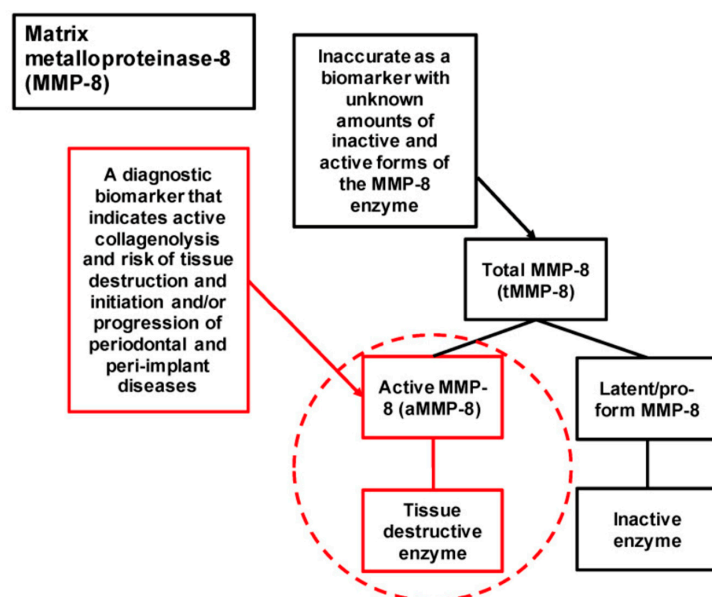 Matrix
metalloproteinase-8
(MMP-8)
Inaccurate as a
biomarker with
unknown
amounts of
inactive and
active forms of
the MMP-8
enzyme
A diagnostic
biomarker that
indicates active
collagenolysis
and risk of tissue
destruction and
initiation and/or
progression of
periodontal and
peri-implant
diseases
Total MMP-8
(tMMP-8)
Active MMP-
8 (aMMP-8)
Latent/pro-
form MMP-8
Tissue
destructive
enzyme
Inactive
enzyme